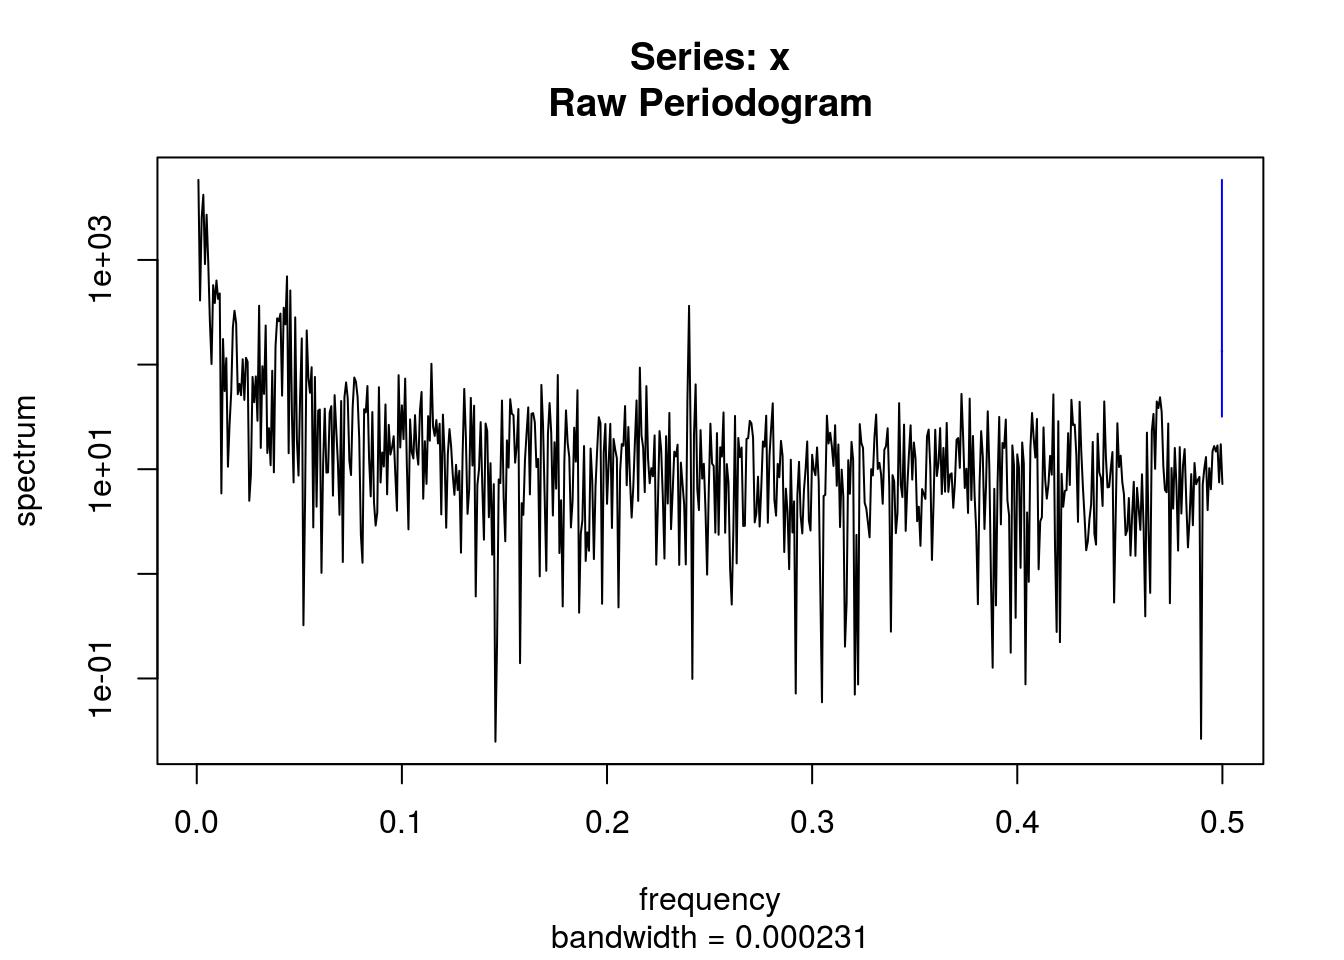 Series: x
Raw Periodogram
spectrum
1e+03
1e+01
1e-01
0.0 0.1 0.2 0.3 0.4 0.5
frequency
bandwidth = 0.000231